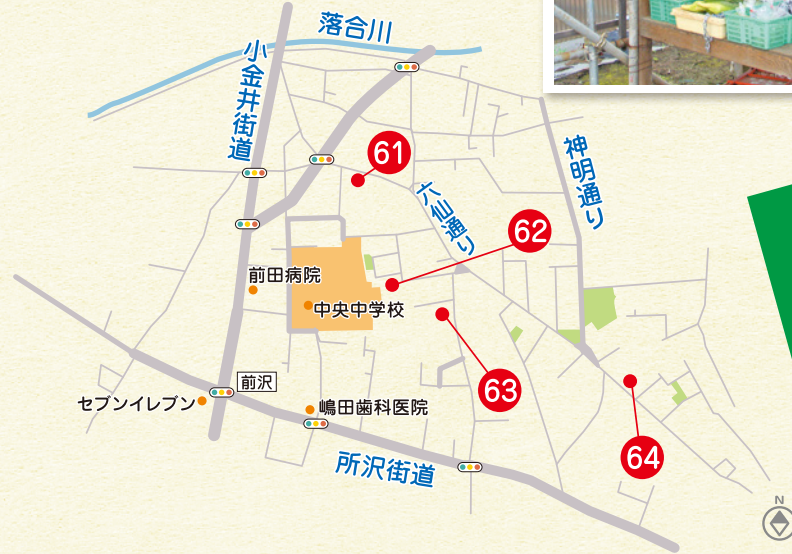 落合川
小金井街道
61
神明通り
六仙通り
62
前田病院
中央中学校
63
前沢
セブンイレブン
嶋田歯科医院
64
所沢街道
N